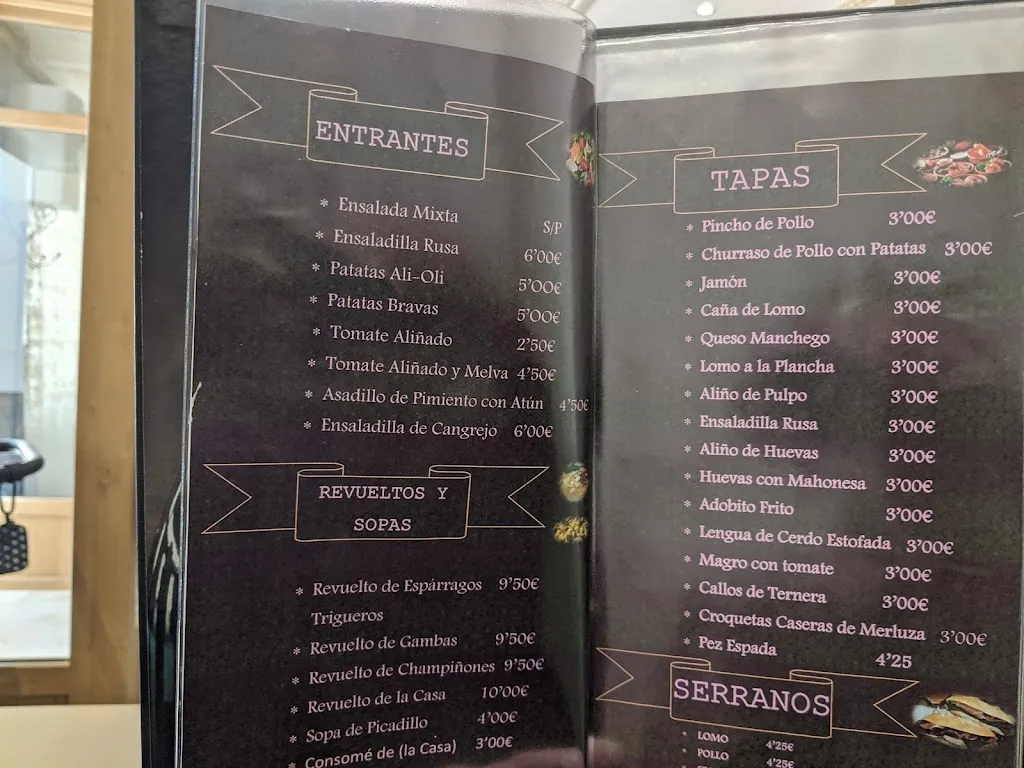 ENTRANTES
* Ensalada Mixta S/P
* Ensaladilla Rusa 6'00€
* Patatas Ali-Oli 5'00€
* Patatas Bravas 5'00€
* Tomate Aliñado 2'50€
* Tomate Aliñado y Melva 4'50€
* Asadillo de Pimiento con Atún 4'50€
* Ensaladilla de Cangrejo 6'00€
REVUELTOS Y
SOPAS
* Revuelto de Espárragos 9'50€
Trigueros
* Revuelto de Gambas 9'50€
* Revuelto de Champiñones 9'50€
* Revuelto de la Casa 10'00€
* Sopa de Picadillo 4'00€
* Consomé de (la Casa) 3'00€
TAPAS
* Pincho de Pollo 3'00€
* Churraso de Pollo con Patatas 3'00€
* Jamón 3'00€
* Caña de Lomo 3'00€
* Queso Manchego 3'00€
* Lomo a la Plancha 3'00€
* Aliño de Pulpo 3'00€
* Ensaladilla Rusa 3'00€
* Aliño de Huevas 3'00€
* Huevas con Mahonesa 3'00€
* Adobito Frito 3'00€
* Lengua de Cerdo Estofada 3'00€
* Magro con tomate 3'00€
* Callos de Ternera 3'00€
* Croquetas Caseras de Merluza 3'00€
* Pez Espada 4'25
SERRANOS
* LOMO 4'25€
* POLLO 4'25€